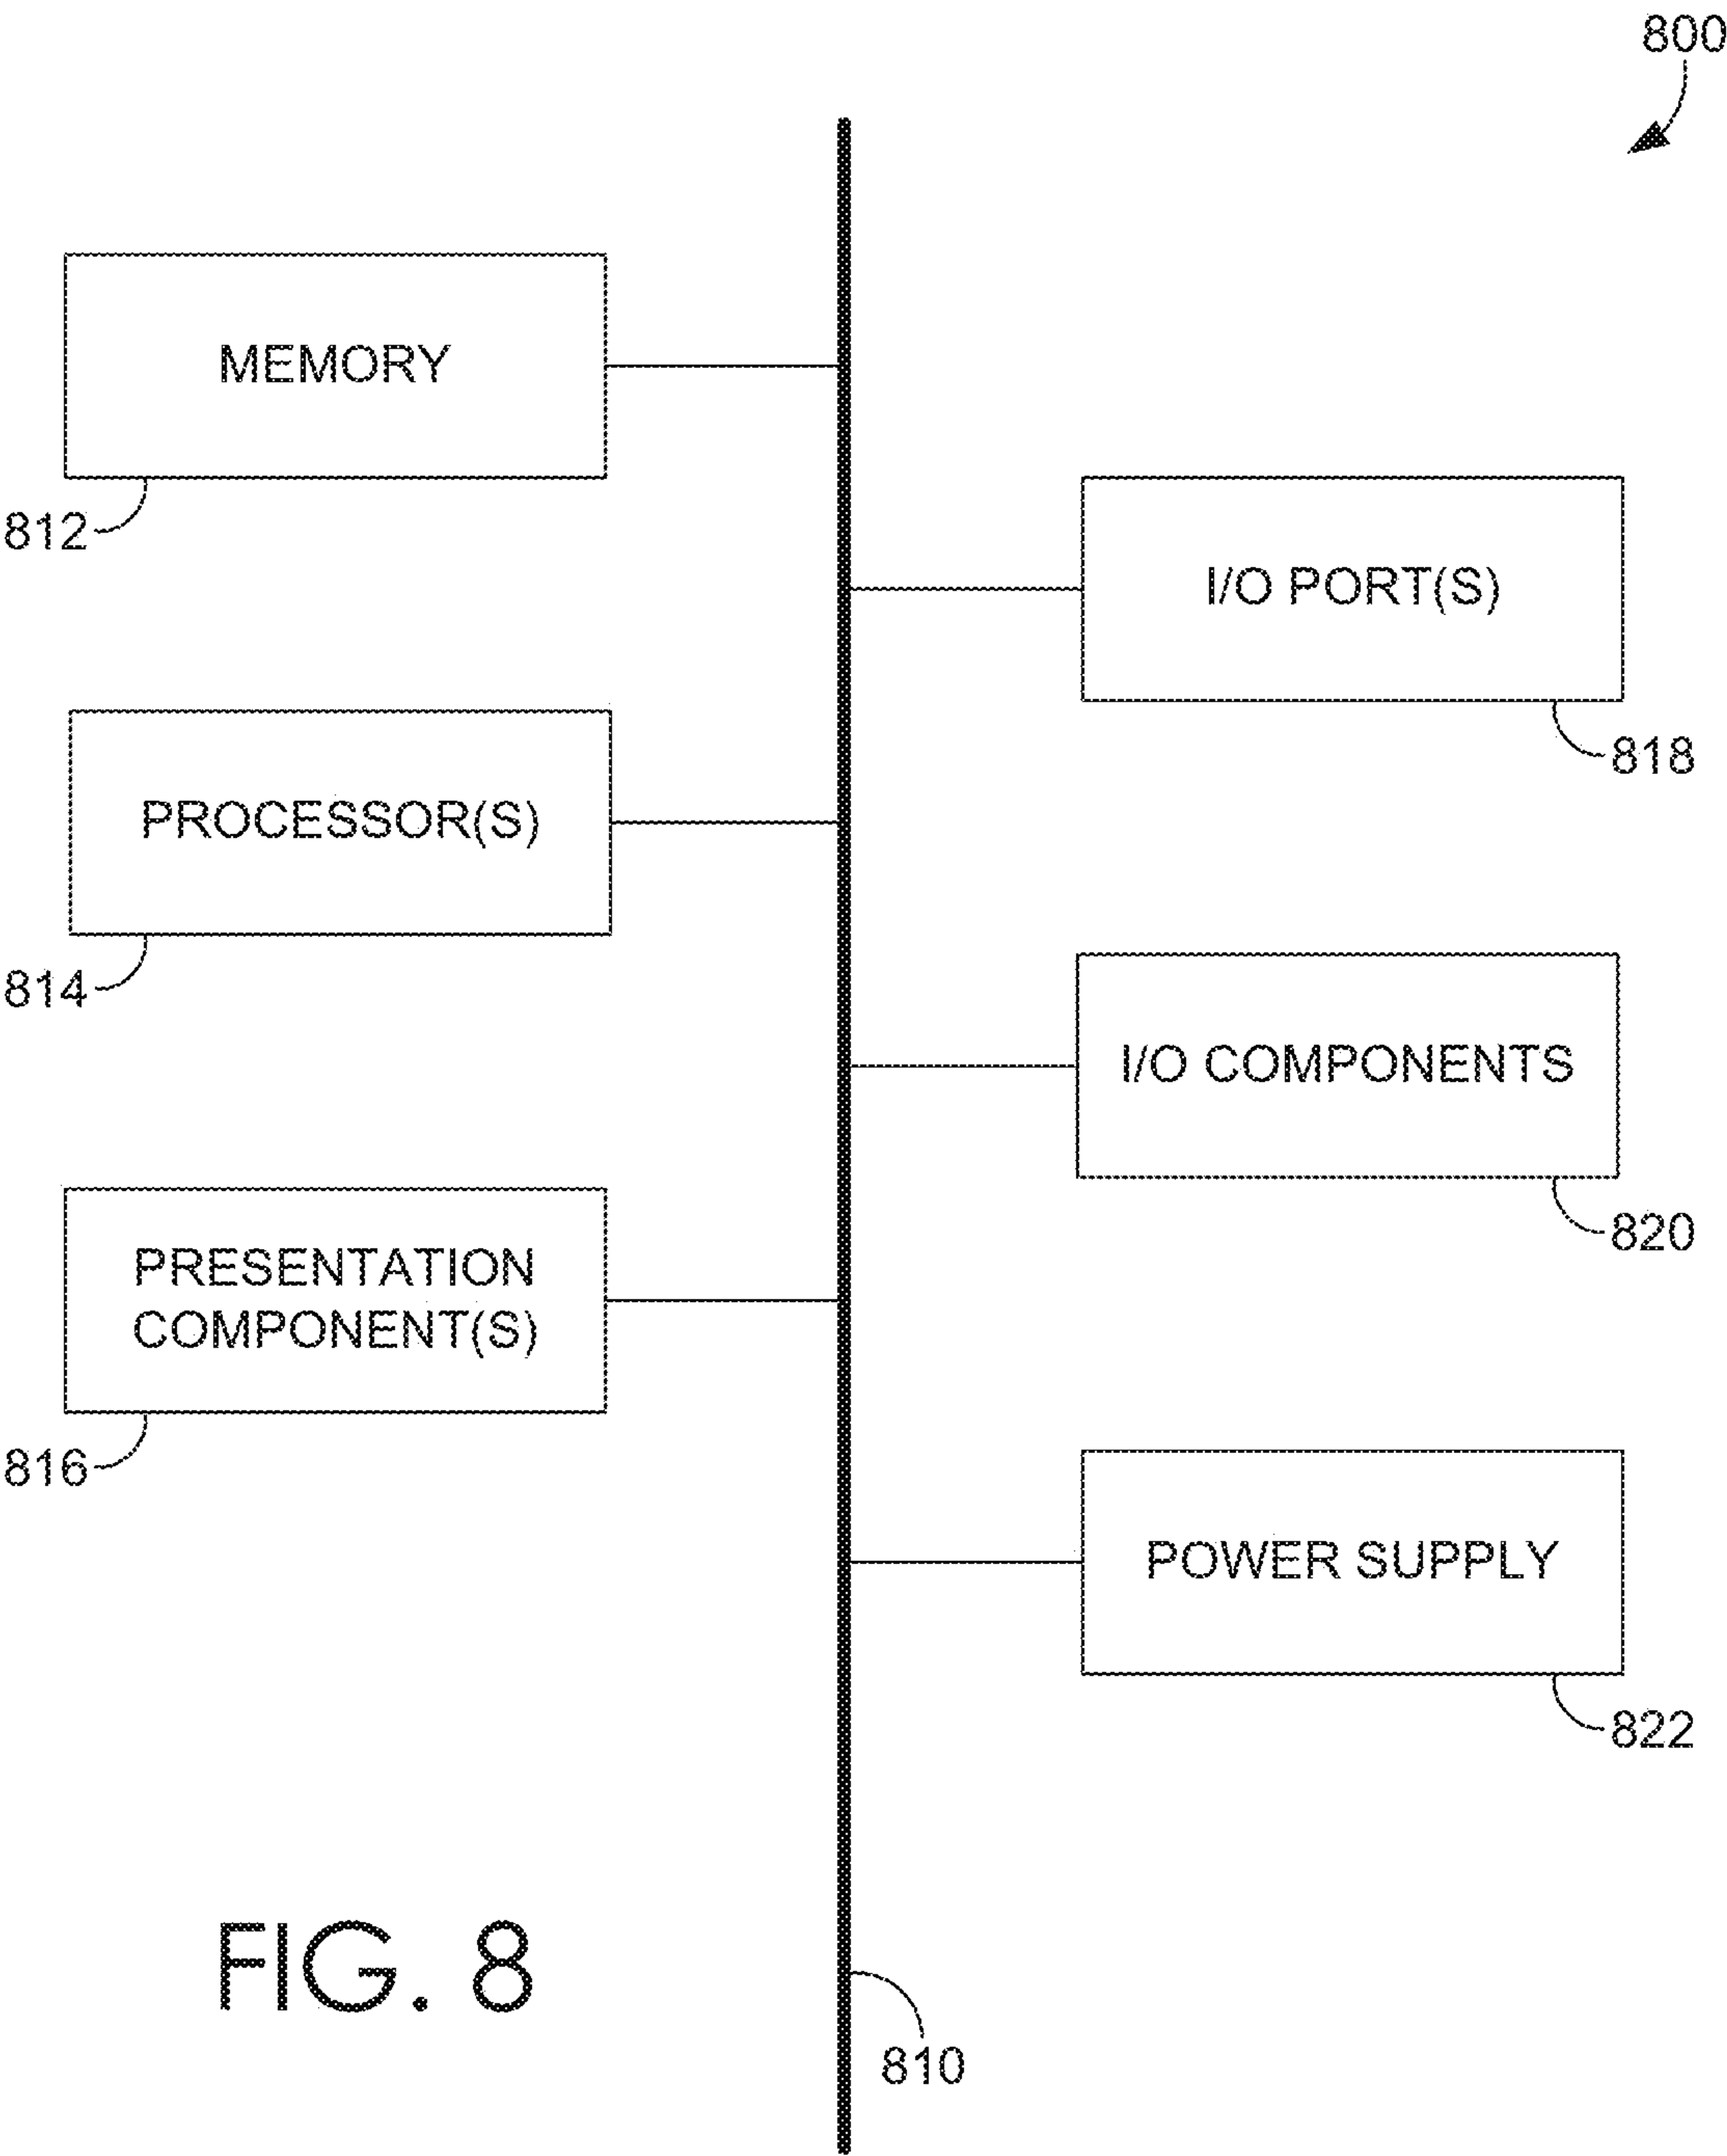 800
MEMORY
812
I/O PORT(S)
818
PROCESSOR(S)
814
I/O COMPONENTS
820
PRESENTATION
COMPONENT(S)
816
POWER SUPPLY
822
FIG. 8
810